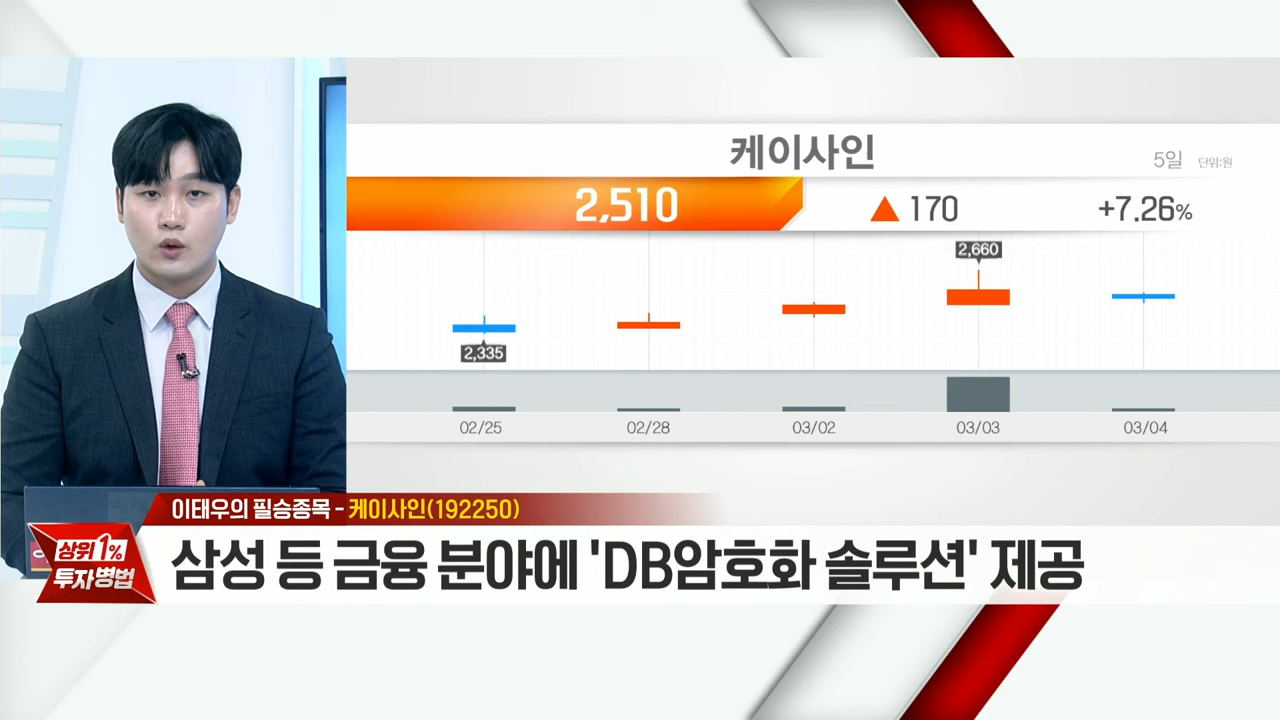 케이사인
5일 단위:원
2,510 ▲ 170 +7.26%
2,660
2,335
02/25 02/28 03/02 03/03 03/04
이태우의 필승종목 - 케이사인(192250)
상위 1%
투자병법
삼성 등 금융 분야에 'DB암호화 솔루션' 제공